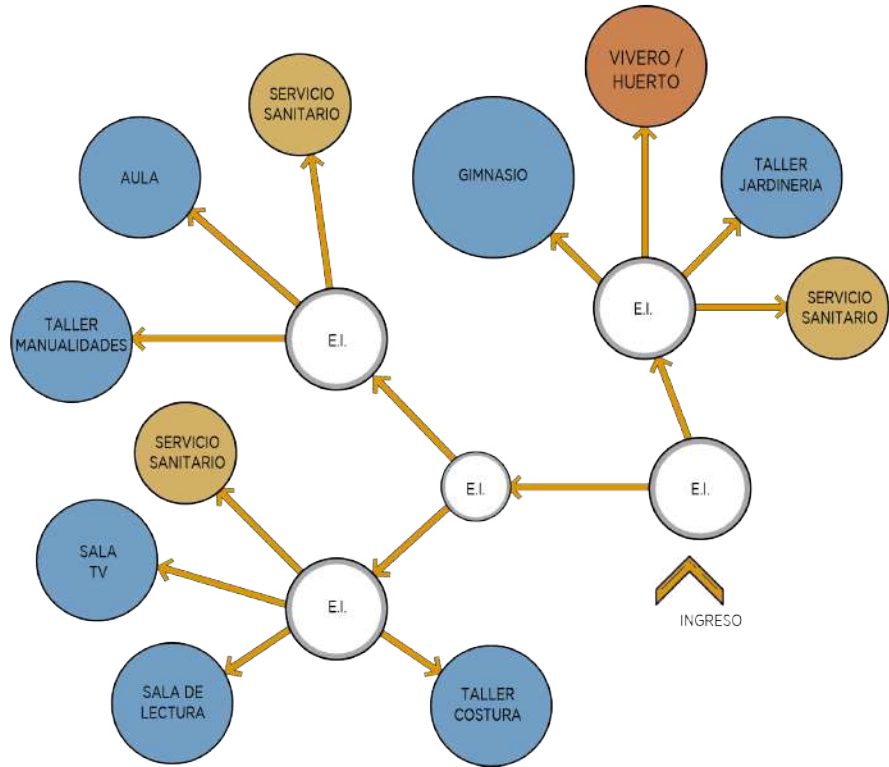 VIVERO /
HUERTO
SERVICIO
SANITARIO
AULA
GIMNASIO
TALLER
JARDINERIA
SERVICIO
SANITARIO
E.I.
TALLER
MANUALIDADES
E.I.
SERVICIO
SANITARIO
E.I.
E.I.
SALA
TV
E.I.
INGRESO
SALA DE
LECTURA
TALLER
COSTURA